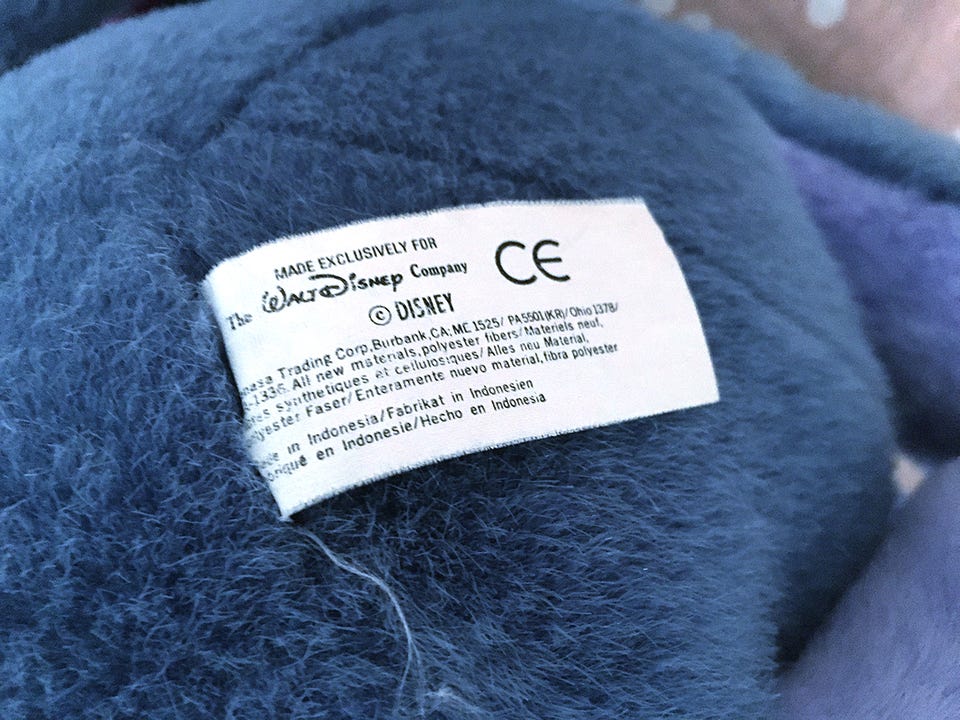 MADE EXCLUSIVELY FOR
The WALT DISNEP Company
CE
© DISNEY
Trading Corp,Burbank,CA:ME 1525/ PA5501(KR)/Ohio 1378/
1336. All new materials,polyester fibers/ Materiels neuf,
synthetiques et cellulosiques/ Alles neu Material,
Faser/ Enteramente nuevo material,fibra polyester
in Indonesia/Fabrikat in Indonesien
en Indonesie/Hecho en Indonesia